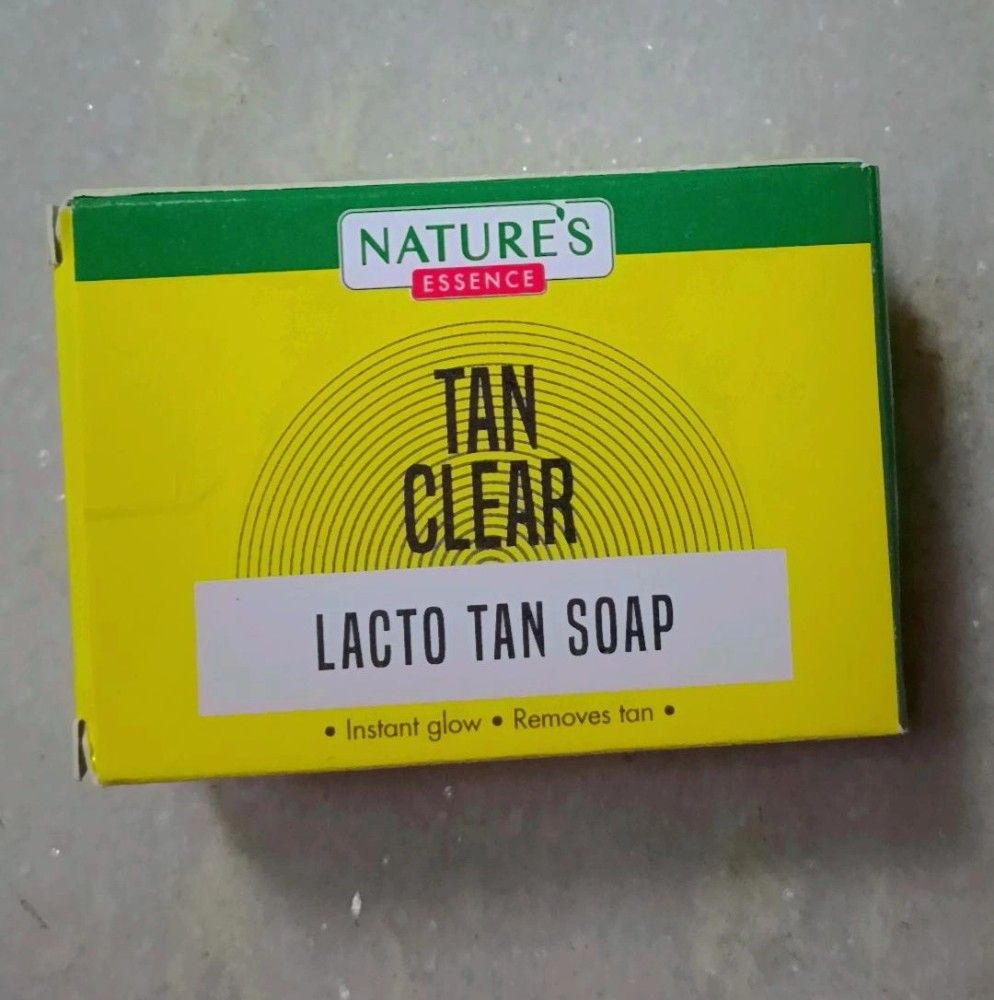 NATURE'S
ESSENCE
TAN
CLEAR
LACTO TAN SOAP
• Instant glow • Removes tan •